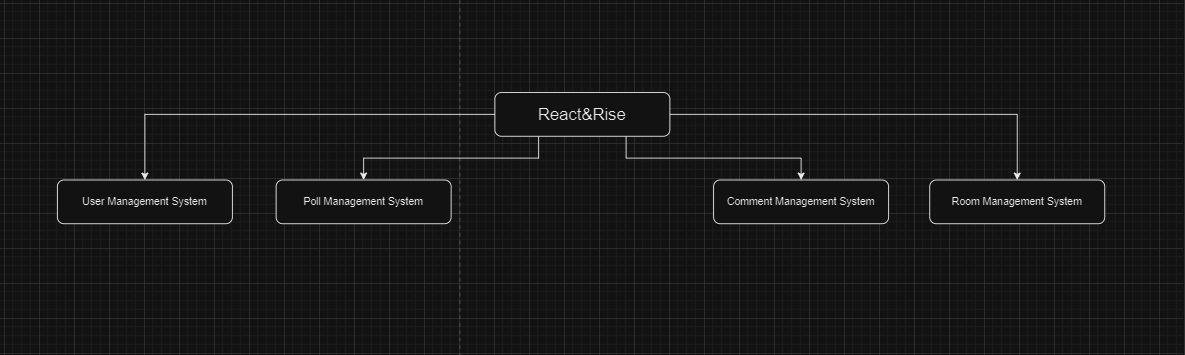 React&Rise
User Management System
Poll Management System
Comment Management System
Room Management System